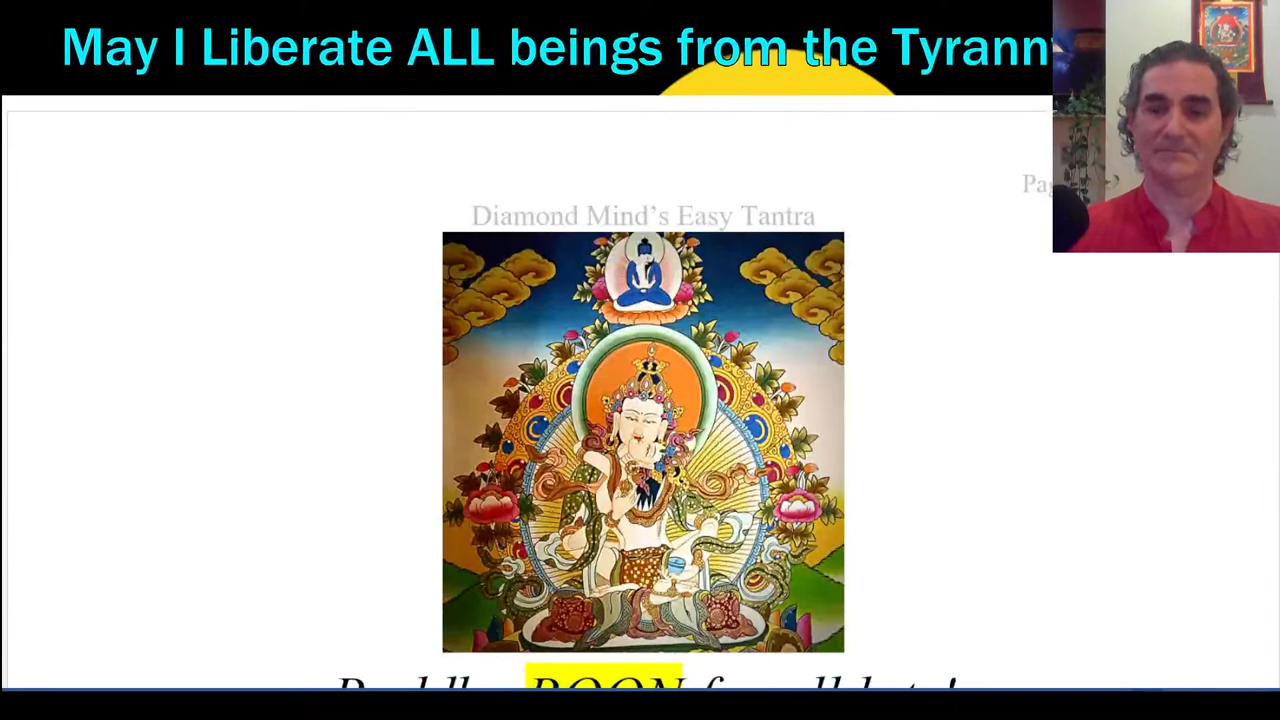 May I Liberate ALL beings from the Tyrann
Diamond Mind's Easy Tantra